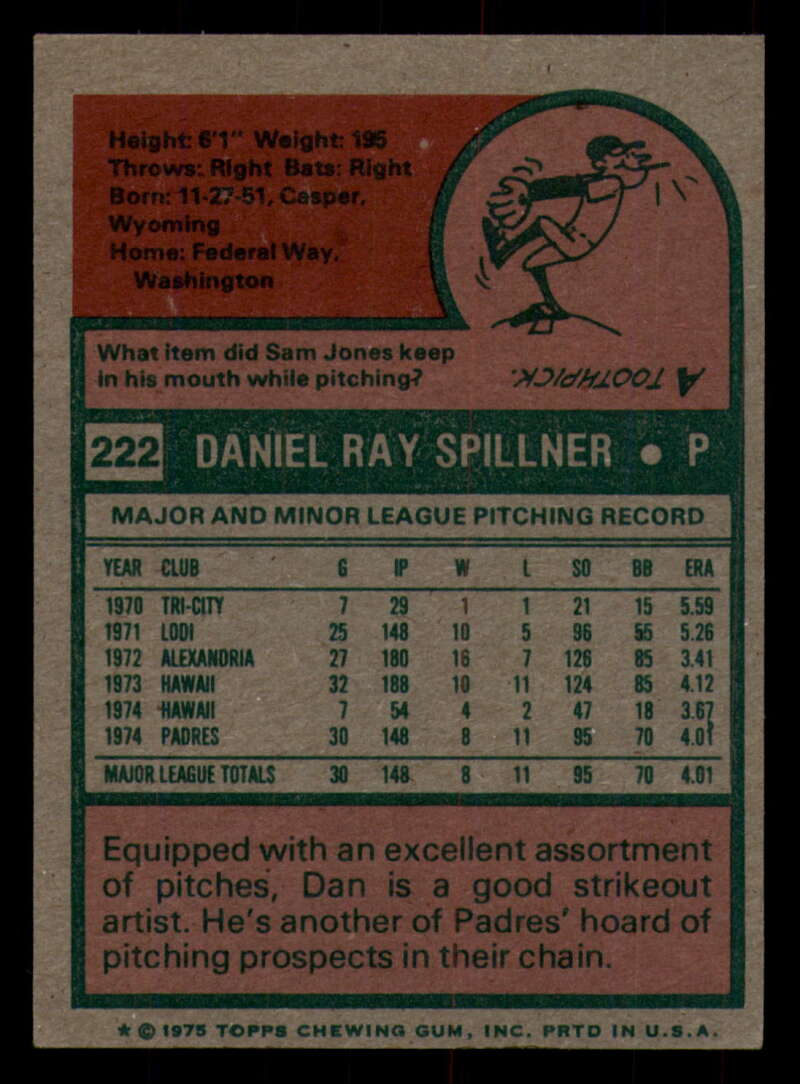 Height: 6'1" Weight: 195
Throws: Right Bats: Right
Born: 11-27-51, Casper,
Wyoming
Home: Federal Way,
Washington
What item did Sam Jones keep
in his mouth while pitching?
A TOOTHPICK.
222 DANIEL RAY SPILLNER • P
MAJOR AND MINOR LEAGUE PITCHING RECORD
YEAR CLUB G IP W L SO BB ERA
1970 TRI-CITY 7 29 1 1 21 15 5.59
1971 LODI 25 148 10 5 96 55 5.26
1972 ALEXANDRIA 27 180 16 7 126 85 3.41
1973 HAWAII 32 188 10 11 124 85 4.12
1974 HAWAII 7 54 4 2 47 18 3.67
1974 PADRES 30 148 8 11 95 70 4.01
MAJOR LEAGUE TOTALS 30 148 8 11 95 70 4.01
Equipped with an excellent assortment
of pitches, Dan is a good strikeout
artist. He's another of Padres' hoard of
pitching prospects in their chain.
* © 1975 TOPPS CHEWING GUM, INC. PRTD IN U.S.A.